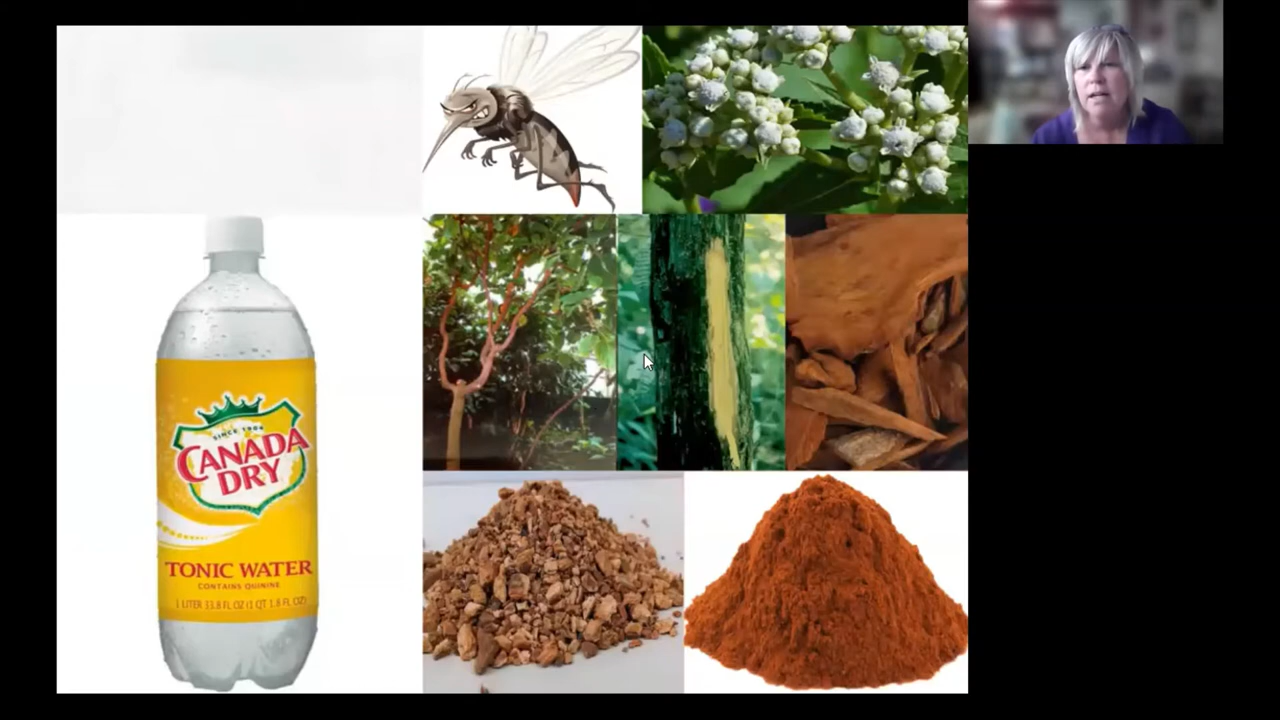 SINCE 1904
CANADA
DRY
TONIC WATER
CONTAINS QUININE
1 LITER 33.8 FL OZ (1 QT 1.8 FL OZ)